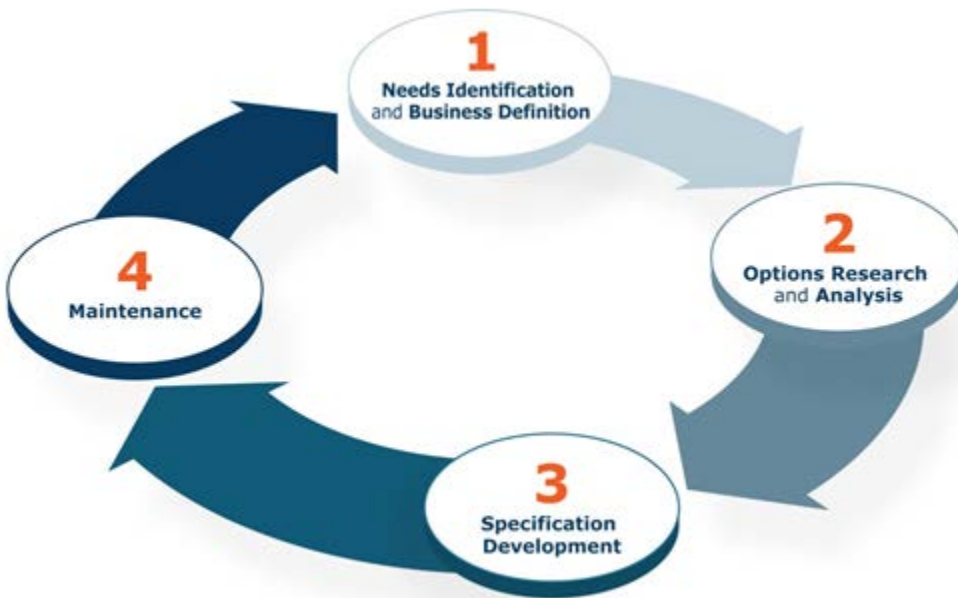 1
Needs Identification
and Business Definition
2
Options Research
and Analysis
3
Specification
Development
4
Maintenance